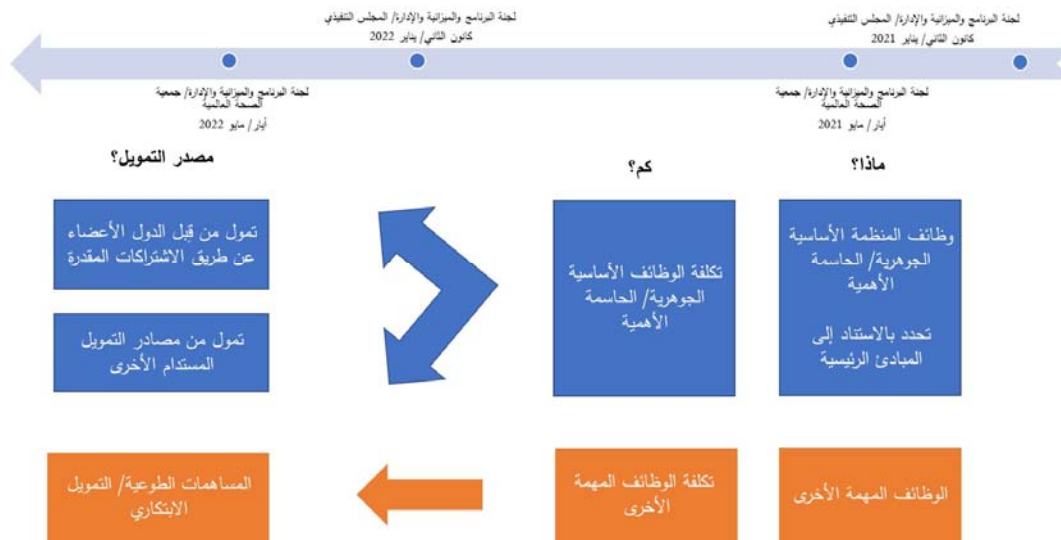 لجنة البرنامج والميزانية والإدارة/ المجلس التنفيذي
كانون الثاني/ يناير 2021
لجنة البرنامج والميزانية والإدارة/ المجلس التنفيذي
كانون الثاني/ يناير 2022
لجنة البرنامج والميزانية والإدارة/ جمعية
الصحة العالمية
أيار/ مايو 2021
لجنة البرنامج والميزانية والإدارة/ جمعية
الصحة العالمية
أيار/ مايو 2022
ماذا؟
كم؟
مصدر التمويل؟
وظائف المنظمة الأساسية
الجوهرية/ الحاسمة
الأهمية
تحدد بالاستناد إلى
المبادئ الرئيسية
تكلفة الوظائف الأساسية
الجوهرية/ الحاسمة
الأهمية
تمول من قِبل الدول الأعضاء
عن طريق الاشتراكات المقدرة
تمول من مصادر التمويل
المستدام الأخرى
الوظائف المهمة الأخرى
تكلفة الوظائف المهمة
الأخرى
المساهمات الطوعية/ التمويل
الابتكاري